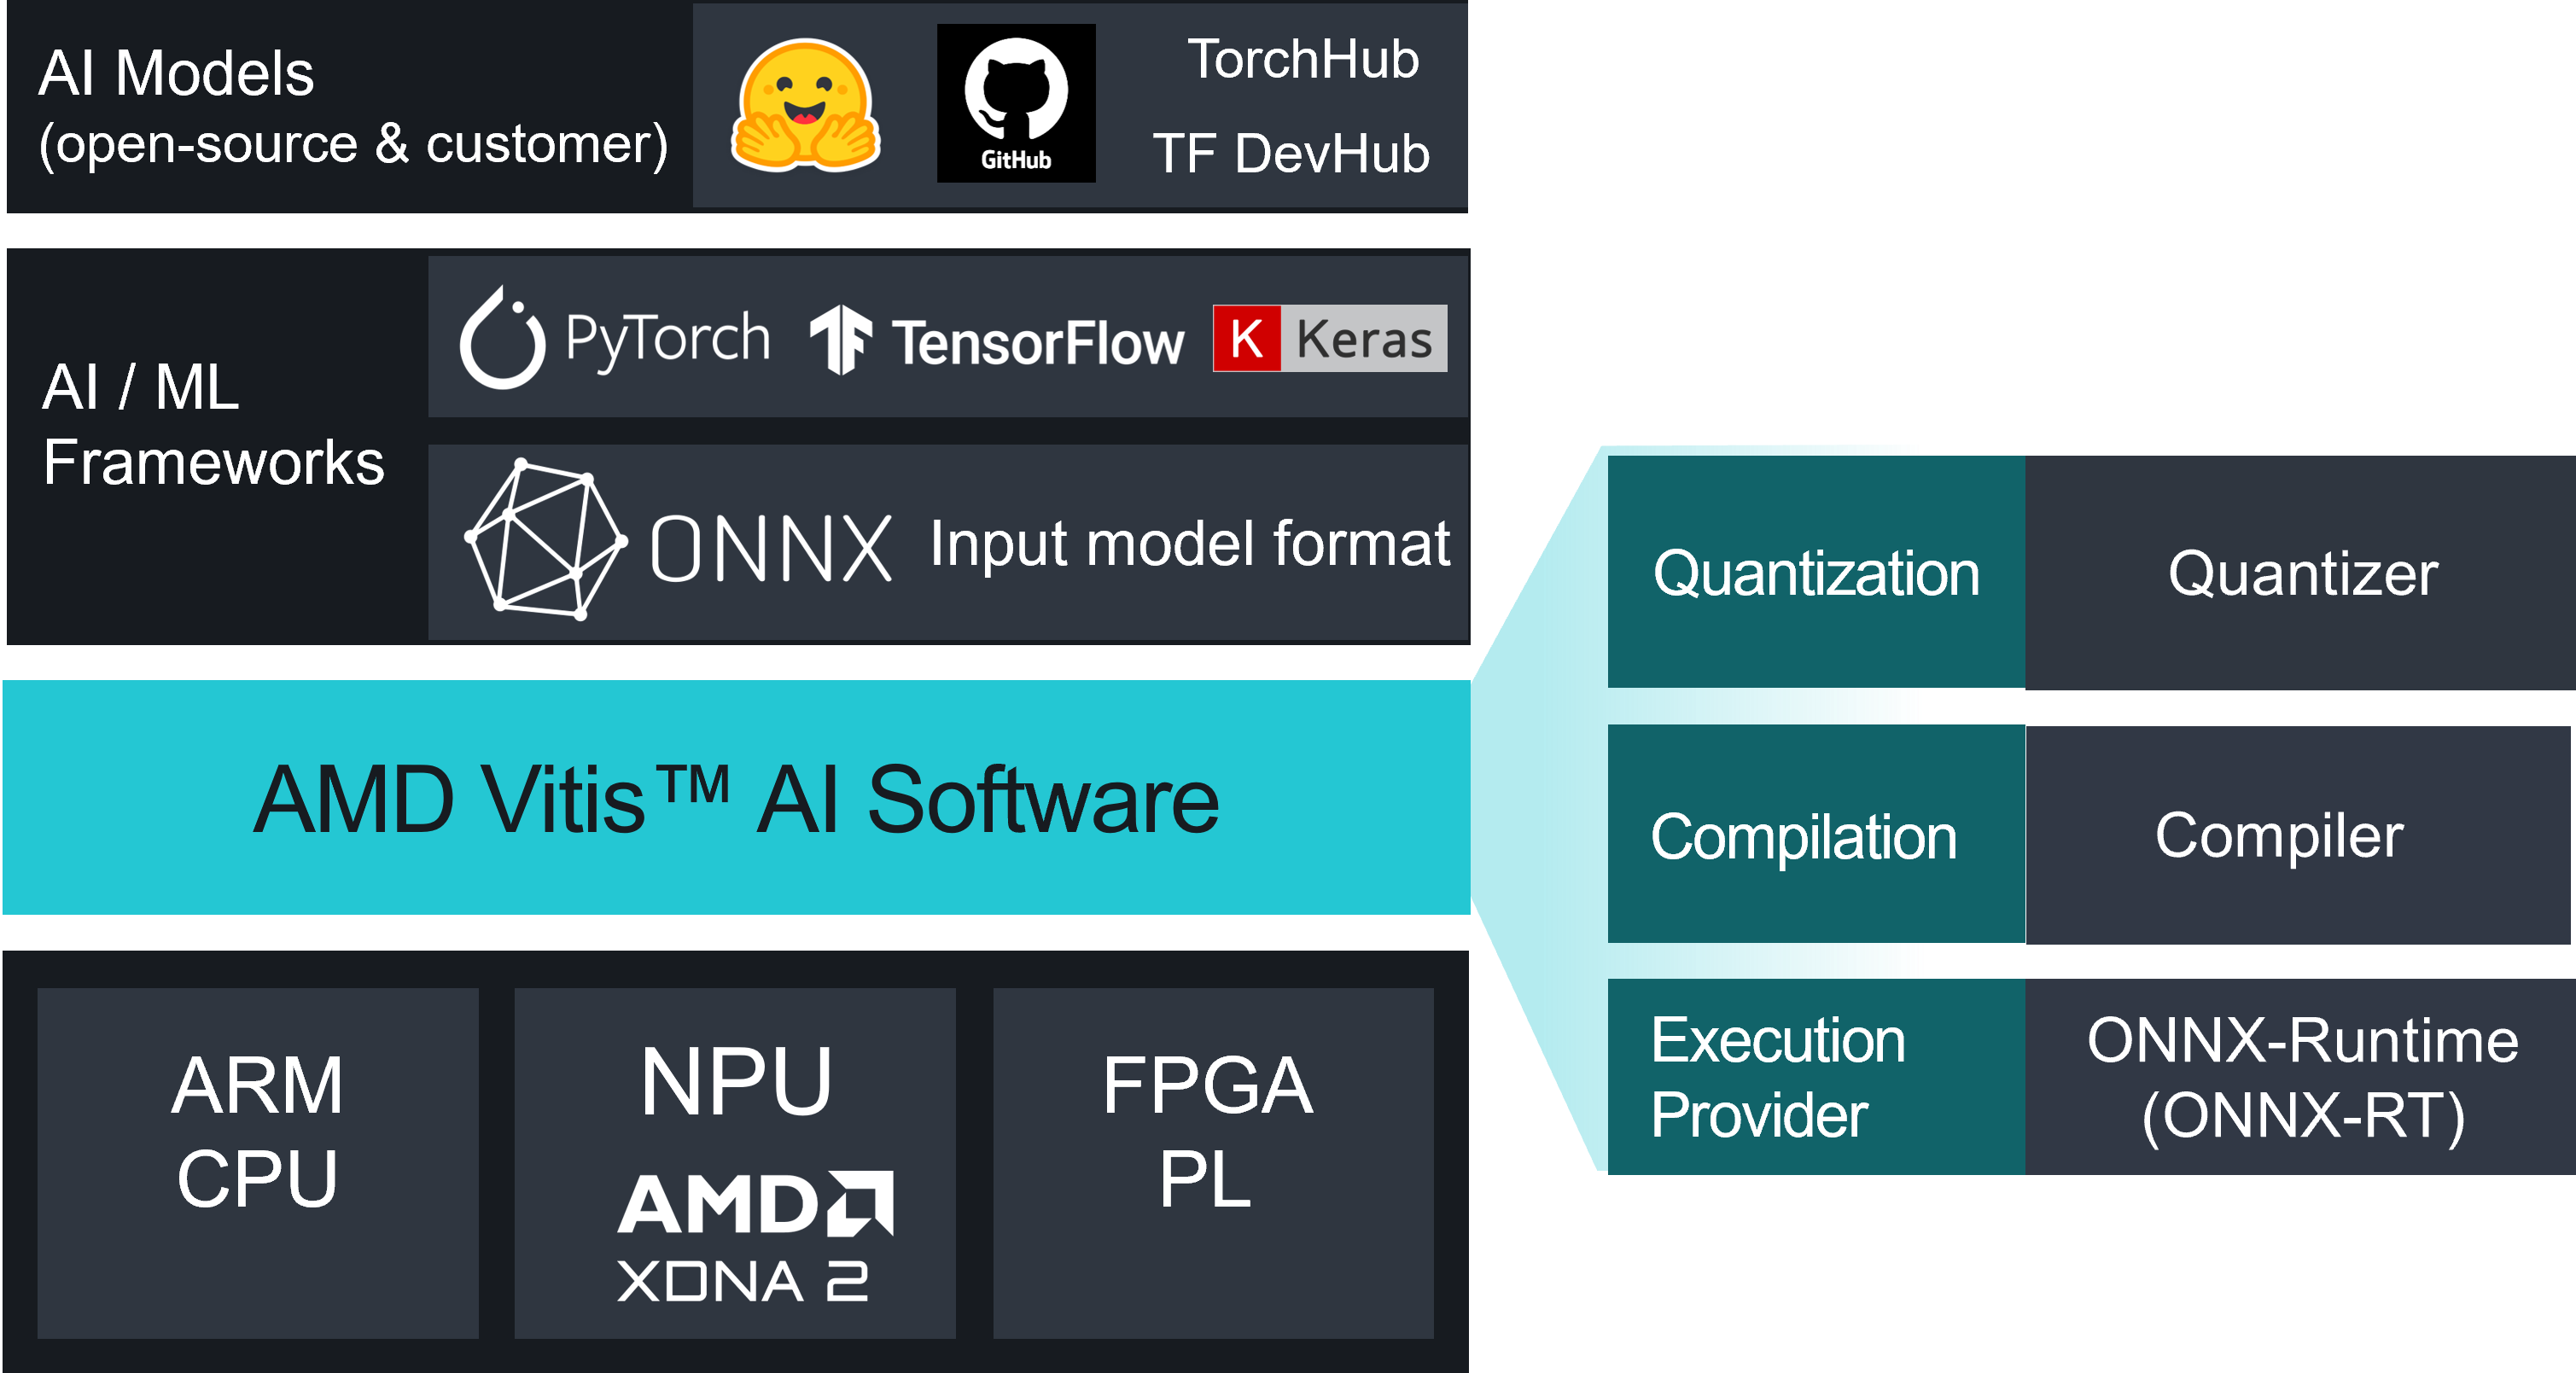 AI Models
(open-source & customer)
GitHub
TorchHub
TF DevHub
AI / ML
Frameworks
PyTorch
TensorFlow
K Keras
ONNX Input model format
AMD Vitis™ AI Software
ARM
CPU
NPU
AMD
XDNA 2
FPGA
PL
Quantization
Quantizer
Compilation
Compiler
Execution
Provider
ONNX-Runtime
(ONNX-RT)